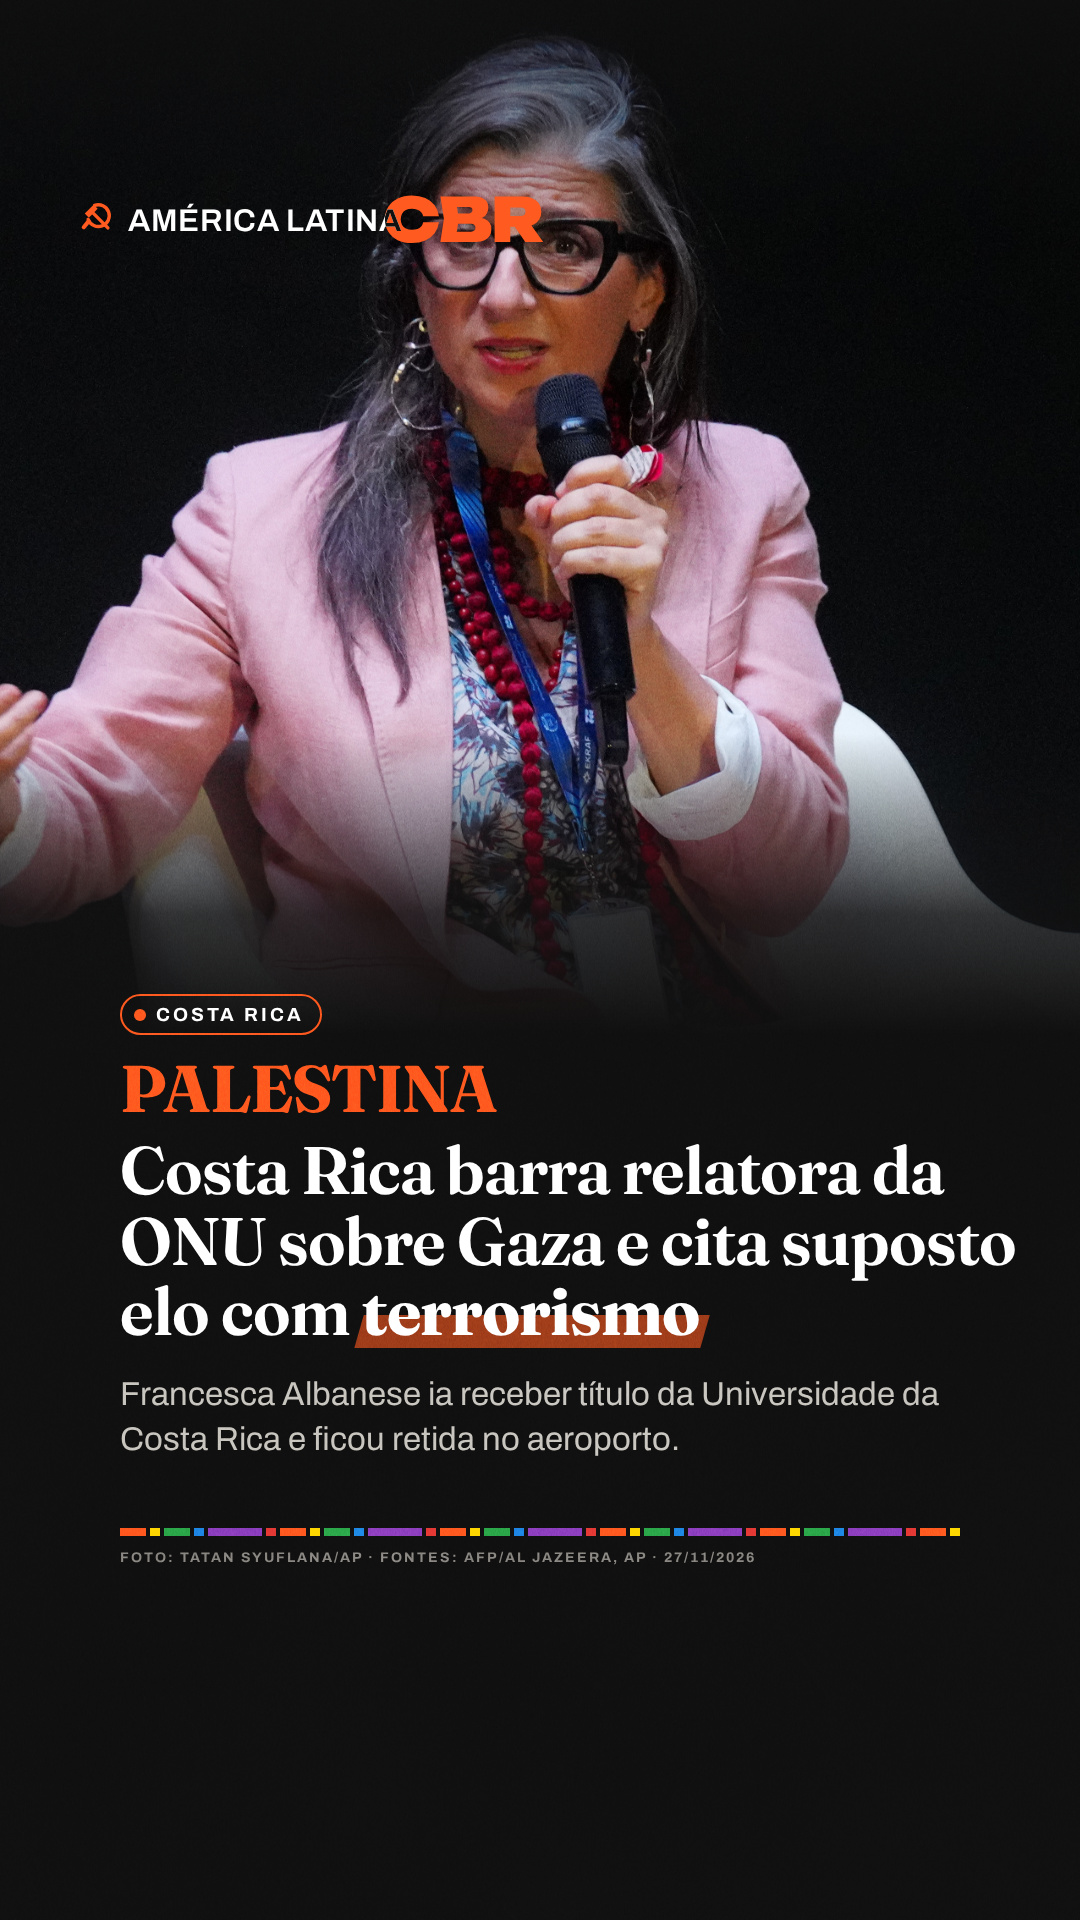 AMÉRICA LATINA
CBR
EKRAF
COSTA RICA
PALESTINA
Costa Rica barra relatora da
ONU sobre Gaza e cita suposto
elo com terrorismo
Francesca Albanese ia receber título da Universidade da
Costa Rica e ficou retida no aeroporto.
FOTO: TATAN SYUFLANA/AP · FONTES: AFP/AL JAZEERA, AP · 27/11/2026